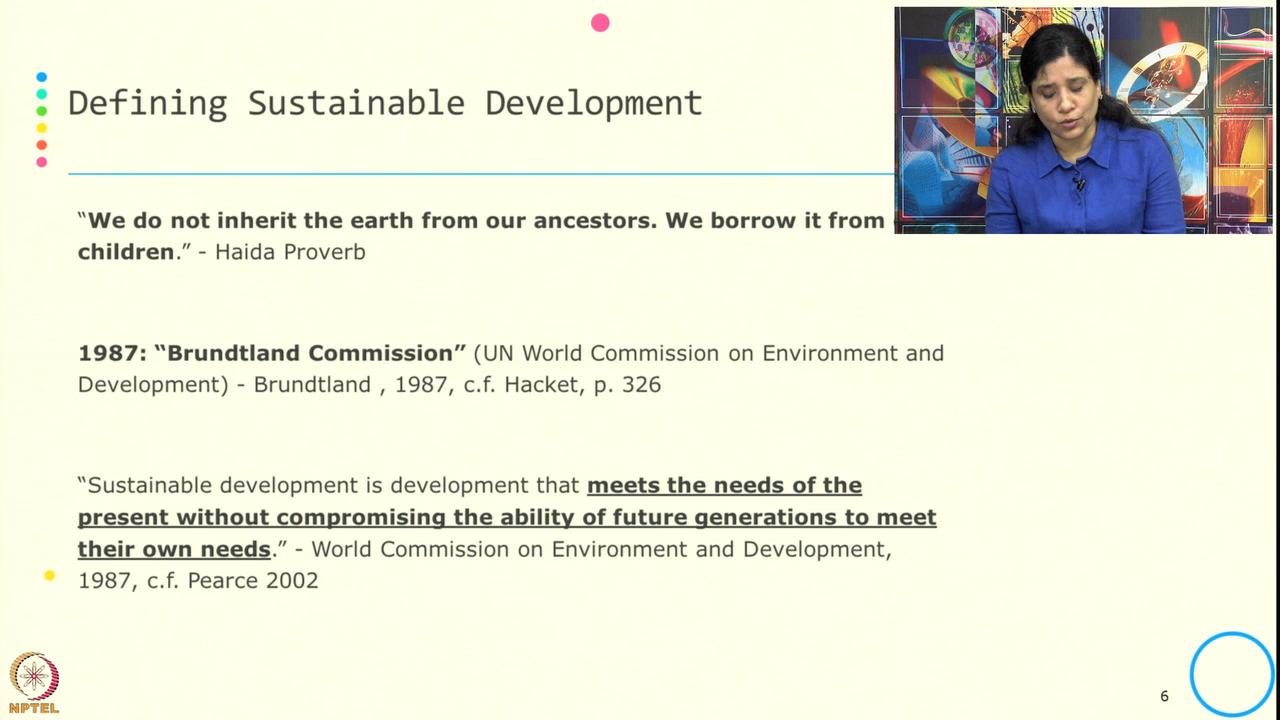 Defining Sustainable Development
“We do not inherit the earth from our ancestors. We borrow it from
children.” - Haida Proverb
1987: “Brundtland Commission” (UN World Commission on Environment and
Development) - Brundtland , 1987, c.f. Hacket, p. 326
“Sustainable development is development that meets the needs of the
present without compromising the ability of future generations to meet
their own needs.” - World Commission on Environment and Development,
1987, c.f. Pearce 2002
NPTEL
6